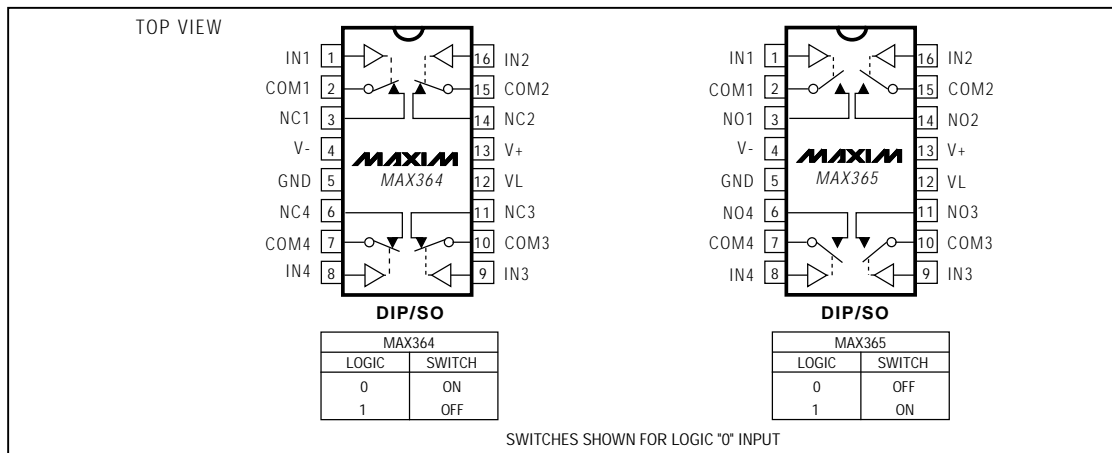 TOP VIEW
IN1 1 16 IN2
COM1 2 15 COM2
NC1 3 14 NC2
V- 4 13 V+
MAXIM
GND 5 MAX364 12 VL
NC4 6 11 NC3
COM4 7 10 COM3
IN4 8 9 IN3
DIP/SO
MAX364
LOGIC SWITCH
0 ON
1 OFF
IN1 1 16 IN2
COM1 2 15 COM2
NO1 3 14 NO2
V- 4 13 V+
MAXIM
GND 5 MAX365 12 VL
NO4 6 11 NO3
COM4 7 10 COM3
IN4 8 9 IN3
DIP/SO
MAX365
LOGIC SWITCH
0 OFF
1 ON
SWITCHES SHOWN FOR LOGIC "0" INPUT